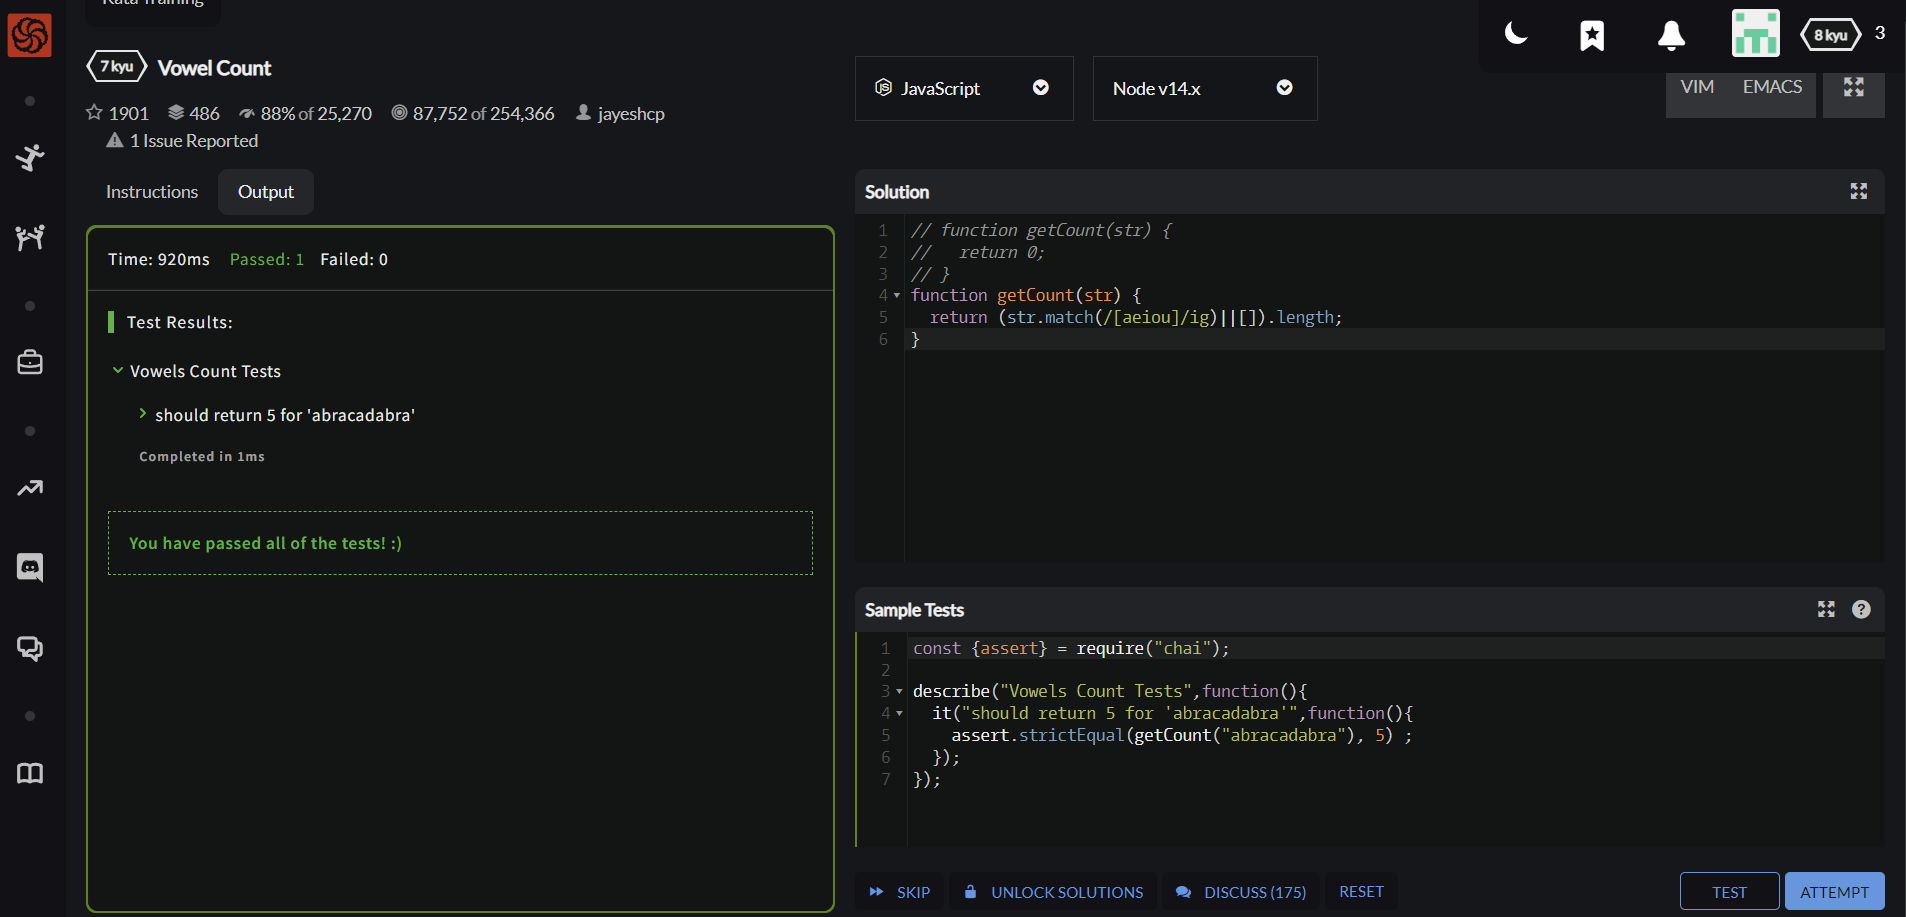 Kata Training
8 kyu 3
7 kyu Vowel Count
1901 486 88% of 25,270 87,752 of 254,366 jayeshcp
1 Issue Reported
JavaScript
Node v14.x
VIM EMACS
Instructions Output
Time: 920ms Passed: 1 Failed: 0
Test Results:
Vowels Count Tests
should return 5 for 'abracadabra'
Completed in 1ms
You have passed all of the tests! :)
Solution
1 // function getCount(str) {
2 //   return 0;
3 // }
4 function getCount(str) {
5   return (str.match(/[aeiou]/ig)||[]).length;
6 }
Sample Tests
?
1 const {assert} = require("chai");
2
3 describe("Vowels Count Tests",function(){
4   it("should return 5 for 'abracadabra'",function(){
5     assert.strictEqual(getCount("abracadabra"), 5) ;
6   });
7 });
SKIP UNLOCK SOLUTIONS DISCUSS (175) RESET TEST ATTEMPT